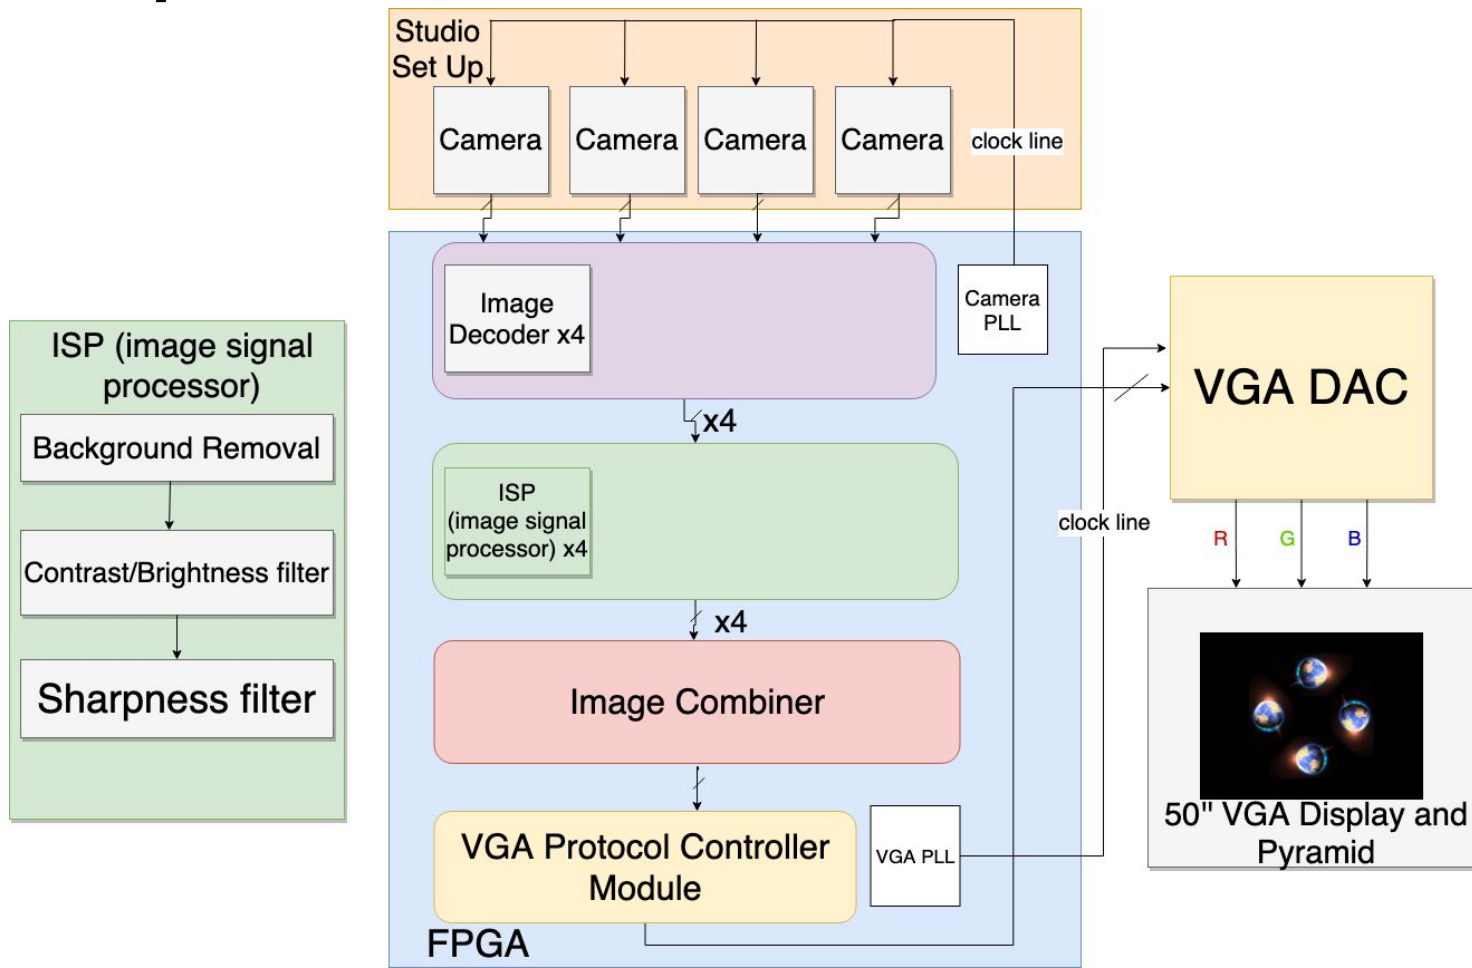 Studio
Set Up
Camera
Camera
Camera
Camera
clock line
Image
Decoder x4
Camera
PLL
x4
ISP
(image signal
processor) x4
x4
Image Combiner
VGA Protocol Controller
Module
VGA PLL
FPGA
ISP (image signal
processor)
Background Removal
Contrast/Brightness filter
Sharpness filter
clock line
VGA DAC
R
G
B
50" VGA Display and
Pyramid